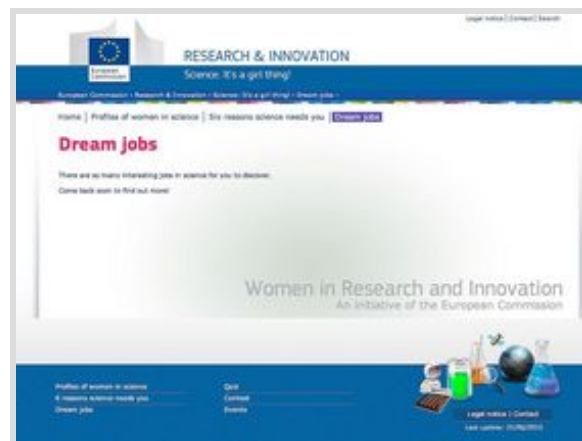 Legal notice | Contact | Search
European
Commission
RESEARCH & INNOVATION
Science: It's a girl thing!
European Commission > Research & Innovation > Science: It's a girl thing! > Dream jobs >
Home | Profiles of women in science | Six reasons science needs you | Dream jobs
Dream jobs
There are so many interesting jobs in science for you to discover.
Come back soon to find out more!
Women in Research and Innovation
An initiative of the European Commission
Profiles of women in science
6 reasons science needs you
Dream jobs
Quiz
Contest
Events
Legal notice | Contact
Last update: